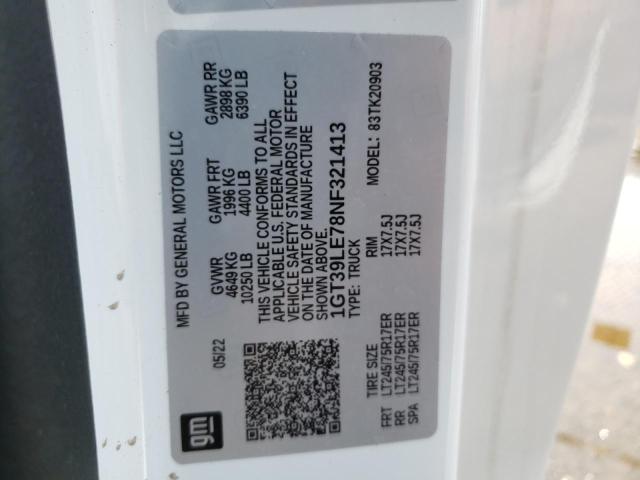 MFD BY GENERAL MOTORS LLC
05/22
GVWR GAWR FRT GAWR RR
4649 KG 1996 KG 2898 KG
10250 LB 4400 LB 6390 LB
THIS VEHICLE CONFORMS TO ALL
APPLICABLE U.S. FEDERAL MOTOR
VEHICLE SAFETY STANDARDS IN EFFECT
ON THE DATE OF MANUFACTURE
1GT39LE78NF321413
TYPE: TRUCK MODEL: 83TK20903
TIRE SIZE RIM
FRT LT245/75R17ER 17X7.5J
RR LT245/75R17ER 17X7.5J
SPA LT245/75R17ER 17X7.5J
gm